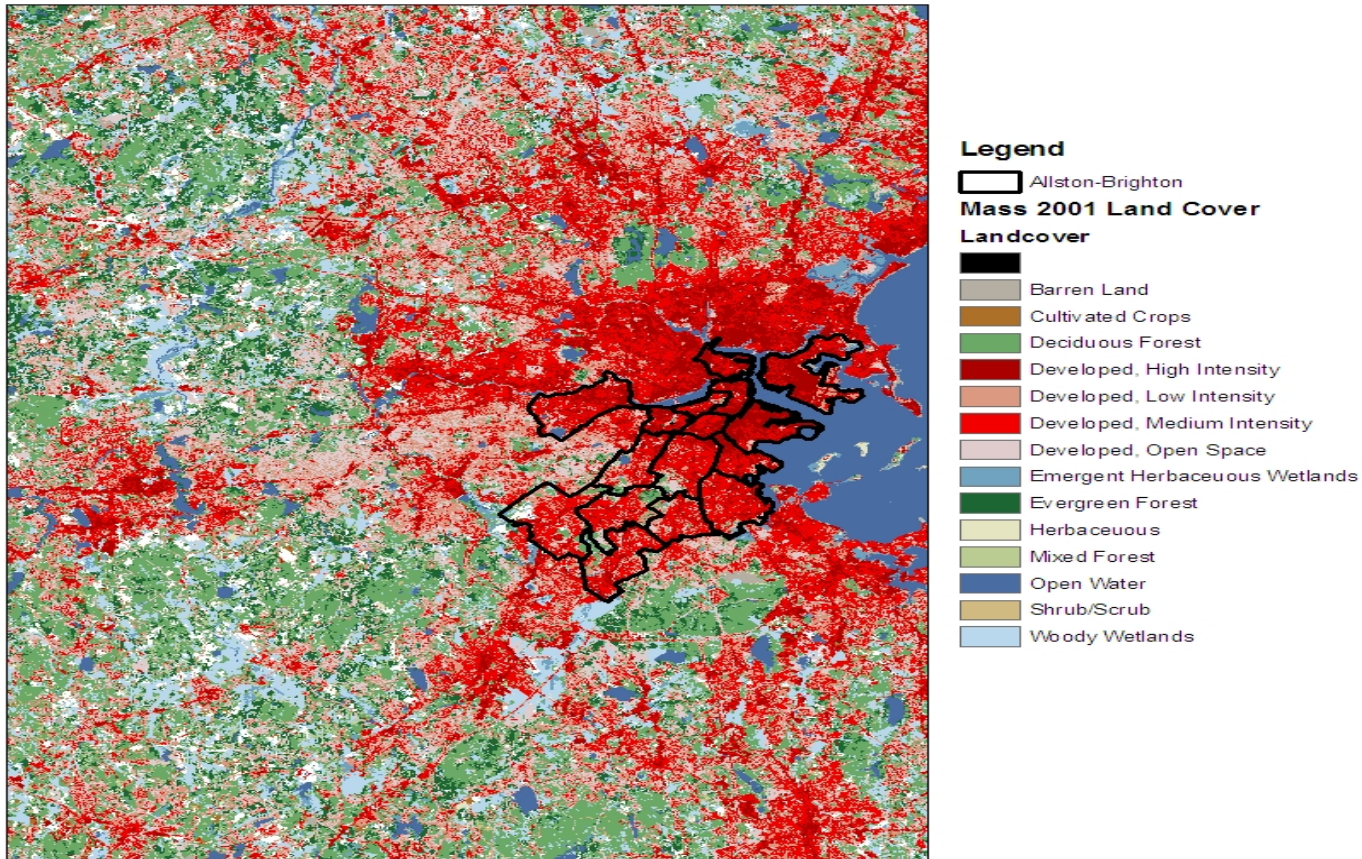 Legend
Allston-Brighton
Mass 2001 Land Cover
Landcover
Barren Land
Cultivated Crops
Deciduous Forest
Developed, High Intensity
Developed, Low Intensity
Developed, Medium Intensity
Developed, Open Space
Emergent Herbaceous Wetlands
Evergreen Forest
Herbaceuous
Mixed Forest
Open Water
Shrub/Scrub
Woody Wetlands